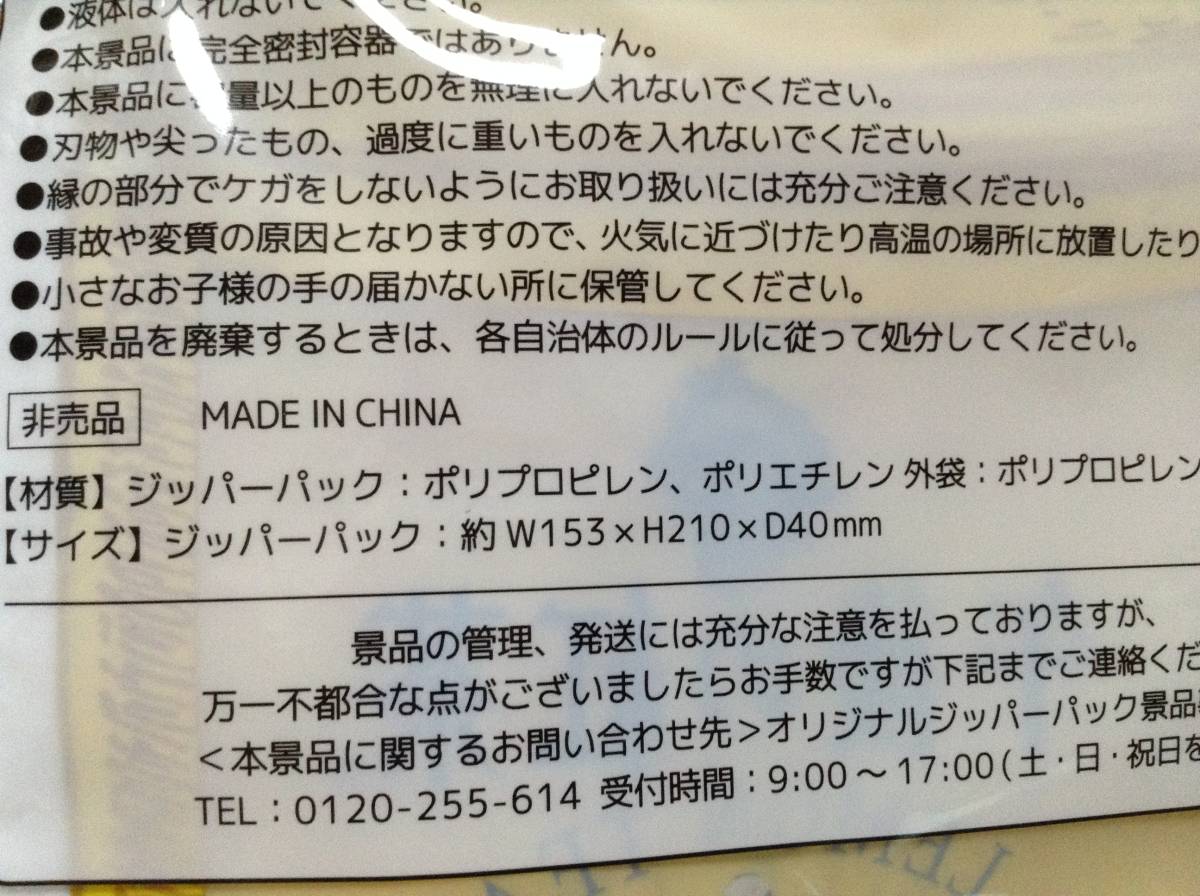 ●液体は入れないでください。
●本景品は完全密封容器ではありません。
●本景品に容量以上のものを無理に入れないでください。
●刃物や尖ったもの、過度に重いものを入れないでください。
●縁の部分でケガをしないようにお取り扱いには充分ご注意ください。
●事故や変質の原因となりますので、火気に近づけたり高温の場所に放置したり
●小さなお子様の手の届かない所に保管してください。
●本景品を廃棄するときは、各自治体のルールに従って処分してください。
非売品 MADE IN CHINA
【材質】ジッパーパック：ポリプロピレン、ポリエチレン 外袋：ポリプロピレン
【サイズ】ジッパーパック：約W153×H210×D40mm
景品の管理、発送には充分な注意を払っておりますが、
万一不都合な点がございましたらお手数ですが下記までご連絡くだ
＜本景品に関するお問い合わせ先＞オリジナルジッパーパック景品
TEL：0120-255-614 受付時間：9:00～17:00(土・日・祝日を